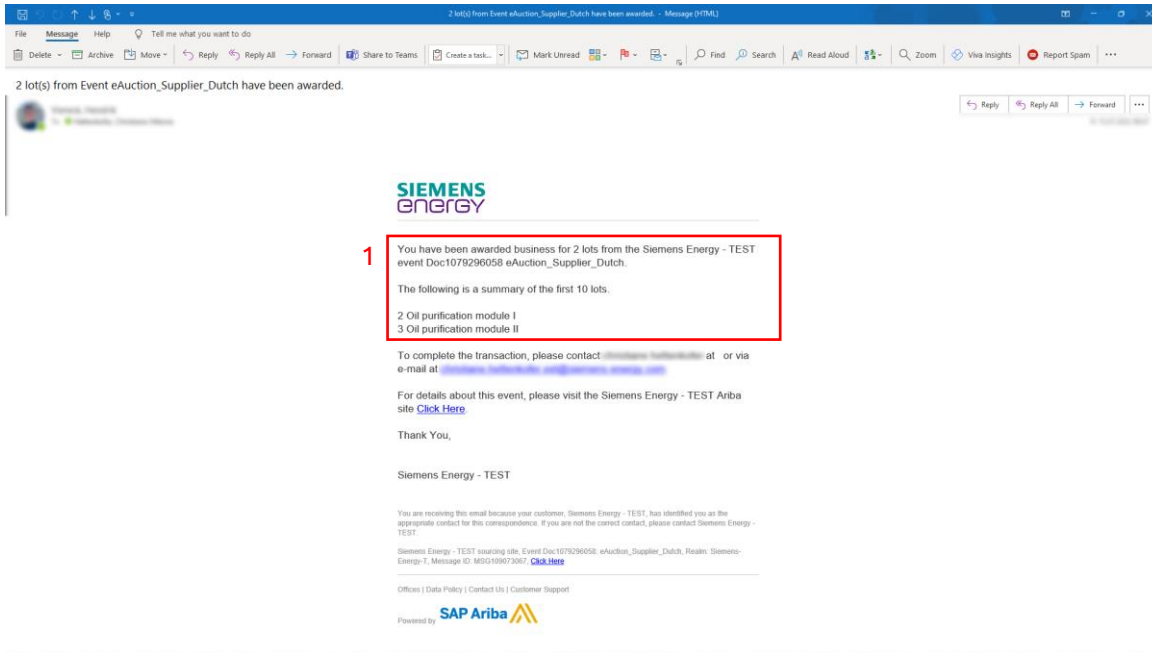 2 lot(s) from Event eAuction_Supplier_Dutch have been awarded. - Message (HTML)
File Message Help Tell me what you want to do
Delete Archive Move Reply Reply All Forward Share to Teams Create a task... Mark Unread Find Search Read Aloud Zoom Viva Insights Report Spam ...
2 lot(s) from Event eAuction_Supplier_Dutch have been awarded.
Reply Reply All Forward ...
To
SIEMENS
energy
1
You have been awarded business for 2 lots from the Siemens Energy - TEST
event Doc1079296058 eAuction_Supplier_Dutch.
The following is a summary of the first 10 lots.
2 Oil purification module I
3 Oil purification module II
To complete the transaction, please contact at or via
e-mail at
For details about this event, please visit the Siemens Energy - TEST Ariba
site Click Here.
Thank You,
Siemens Energy - TEST
You are receiving this email because your customer, Siemens Energy - TEST, has identified you as the
appropriate contact for this correspondence. If you are not the correct contact, please contact Siemens Energy -
TEST.
Siemens Energy - TEST sourcing site, Event Doc1079296058: eAuction_Supplier_Dutch, Realm: Siemens-
Energy-T, Message ID: MSG109073067, Click Here
Offices | Data Policy | Contact Us | Customer Support
Powered by SAP Ariba